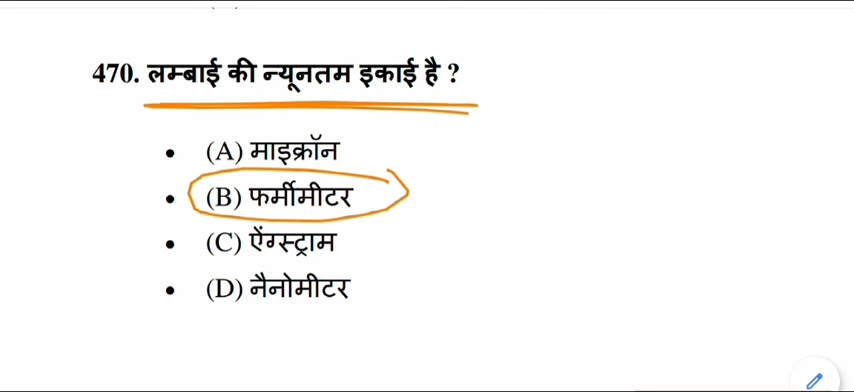 470. लम्बाई की न्यूनतम इकाई है ?
• (A) माइक्रॉन
• (B) फर्मीमीटर
• (C) ऐंग्स्ट्राम
• (D) नैनोमीटर